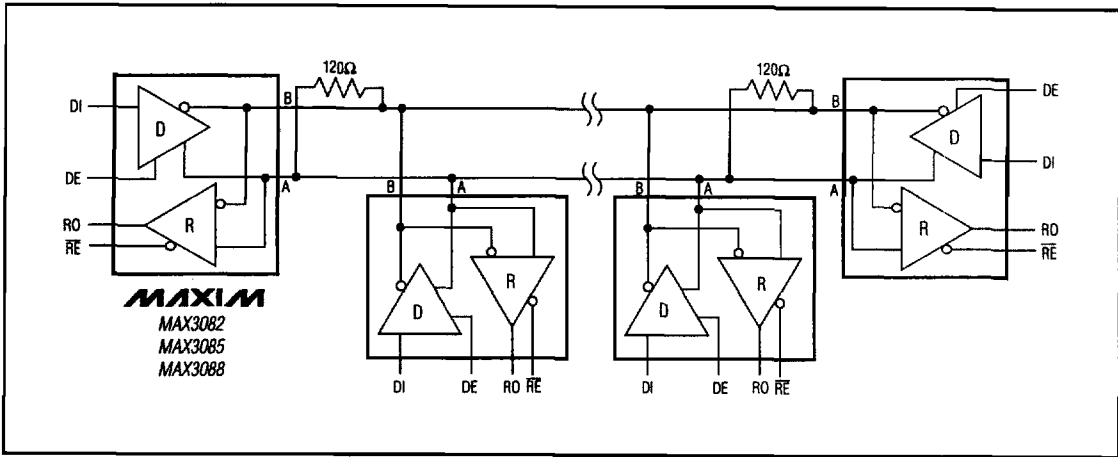 120Ω
120Ω
DI
B
B
DE
D
D
DI
DE
A
B
A
B
A
A
RO
R
R
RO
RE
RE
R
R
D
D
MAXIM
MAX3082
MAX3085
MAX3088
DI
DE
RO
RE
DI
DE
RO
RE